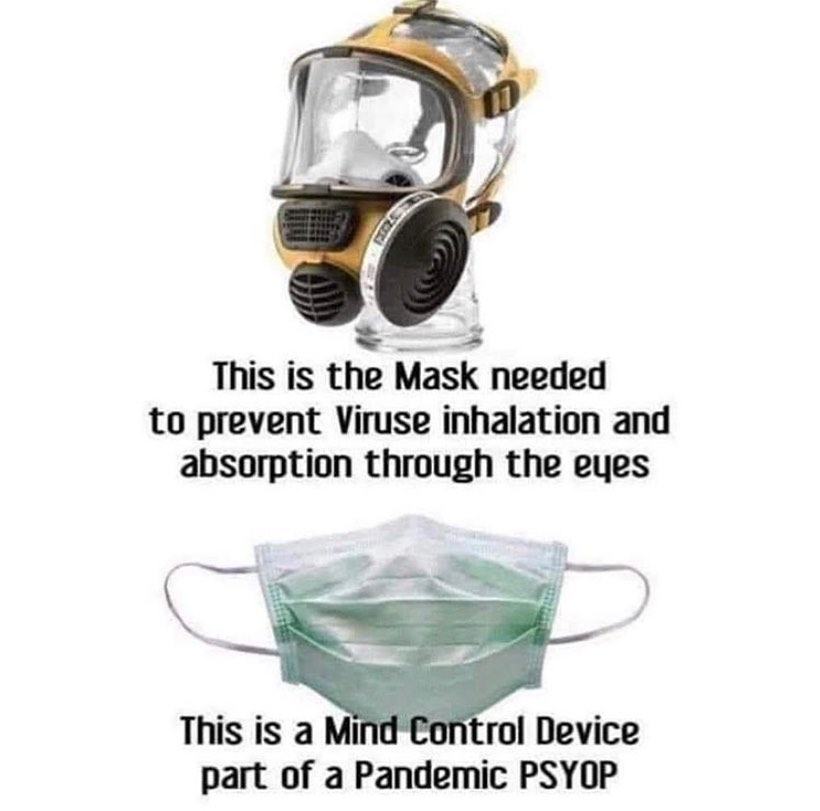 This is the Mask needed
to prevent Viruse inhalation and
absorption through the eyes
This is a Mind Control Device
part of a Pandemic PSYOP